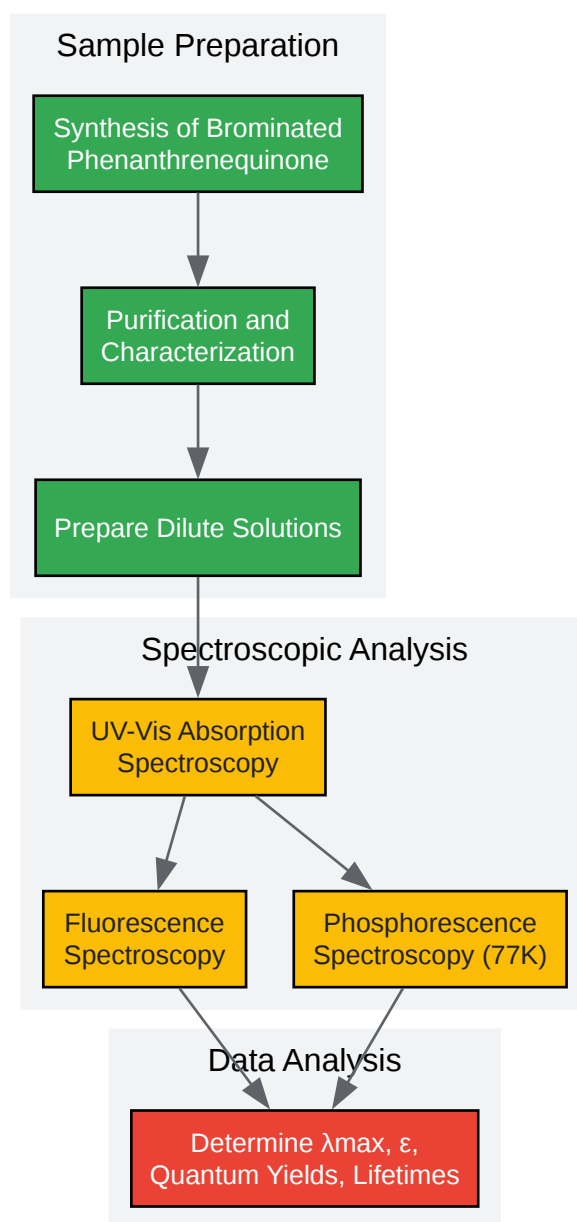 Sample Preparation
Synthesis of Brominated
Phenanthrenequinone
Purification and
Characterization
Prepare Dilute Solutions
Spectroscopic Analysis
UV-Vis Absorption
Spectroscopy
Fluorescence
Spectroscopy
Phosphorescence
Spectroscopy (77K)
Data Analysis
Determine λmax, ε,
Quantum Yields, Lifetimes